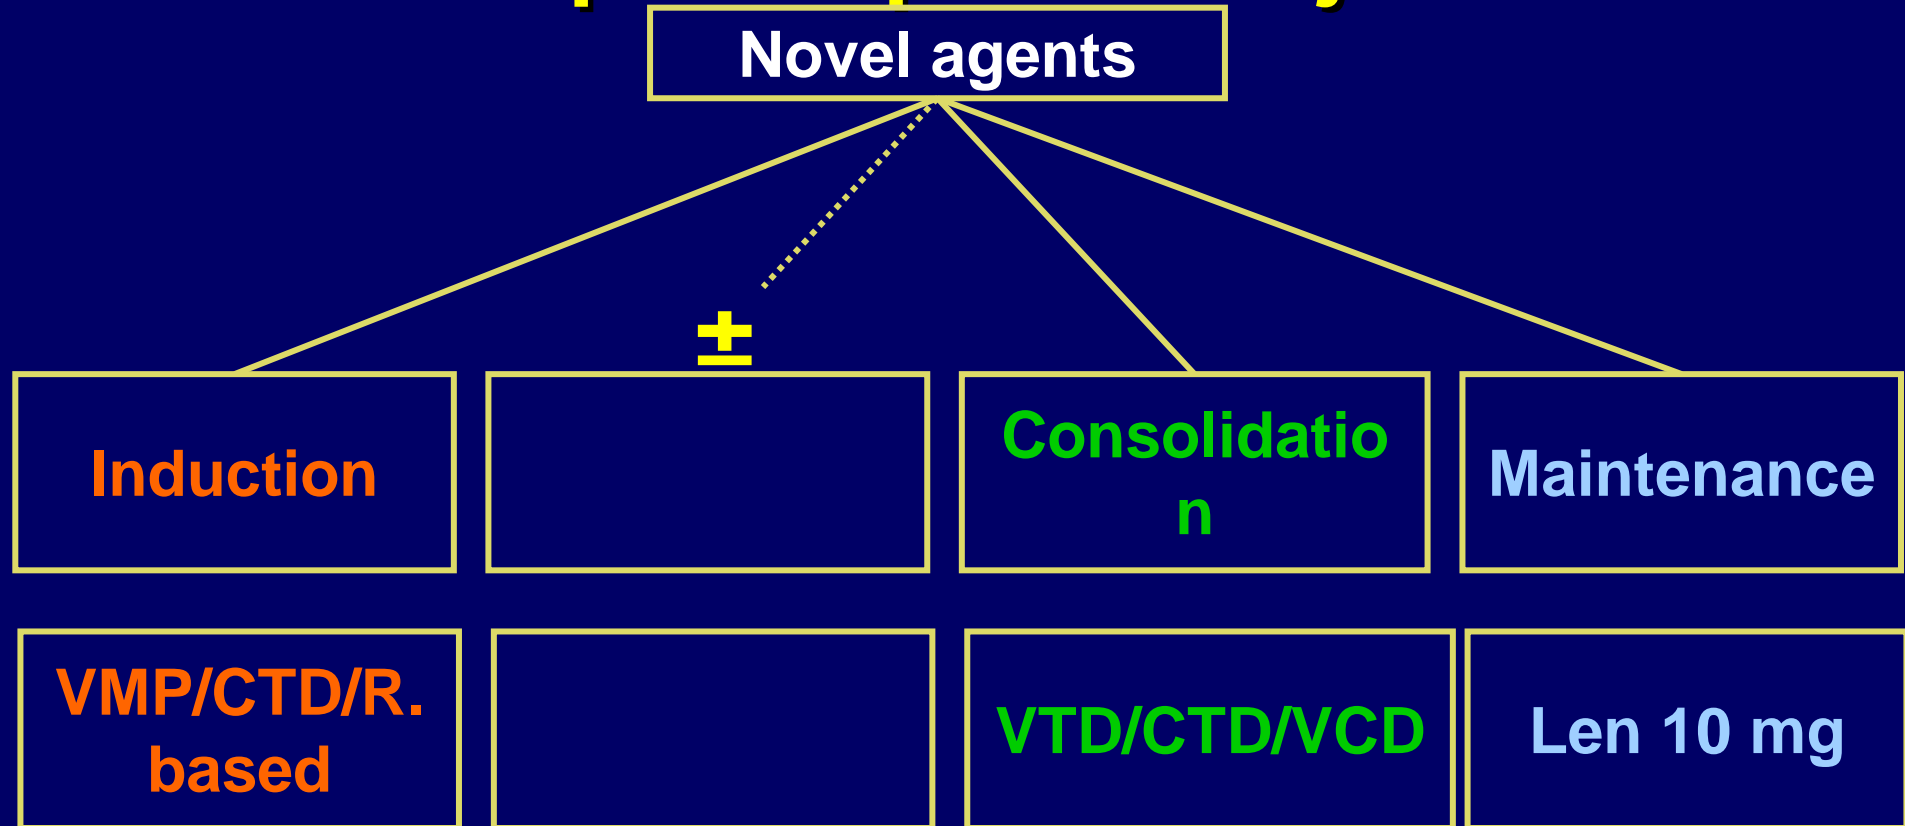 Novel agents
±
Induction
Consolidatio
n
Maintenance
VMP/CTD/R.
based
VTD/CTD/VCD
Len 10 mg